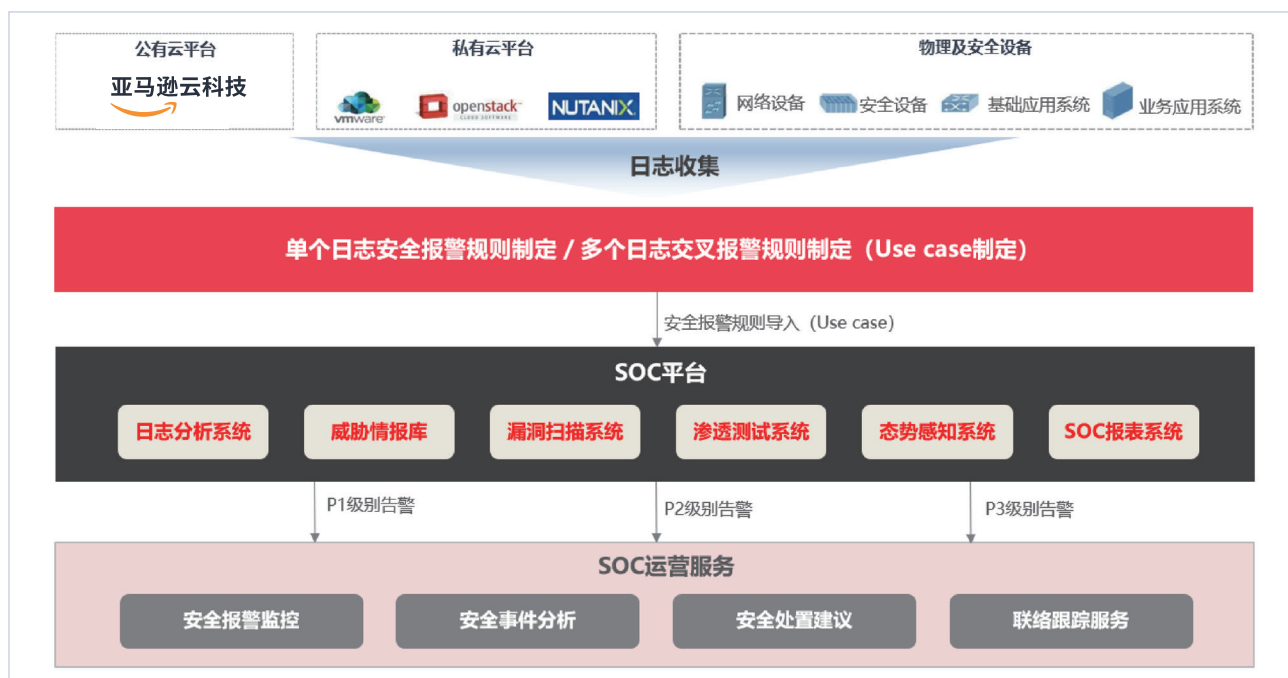 公有云平台
亚马逊云科技
私有云平台
vmware
openstack
CLOUD SOFTWARE
NUTANIX
物理及安全设备
网络设备
安全设备
基础应用系统
业务应用系统
日志收集
单个日志安全报警规则制定 / 多个日志交叉报警规则制定（Use case制定）
安全报警规则导入（Use case）
SOC平台
日志分析系统
威胁情报库
漏洞扫描系统
渗透测试系统
态势感知系统
SOC报表系统
P1级别告警
P2级别告警
P3级别告警
SOC运营服务
安全报警监控
安全事件分析
安全处置建议
联络跟踪服务